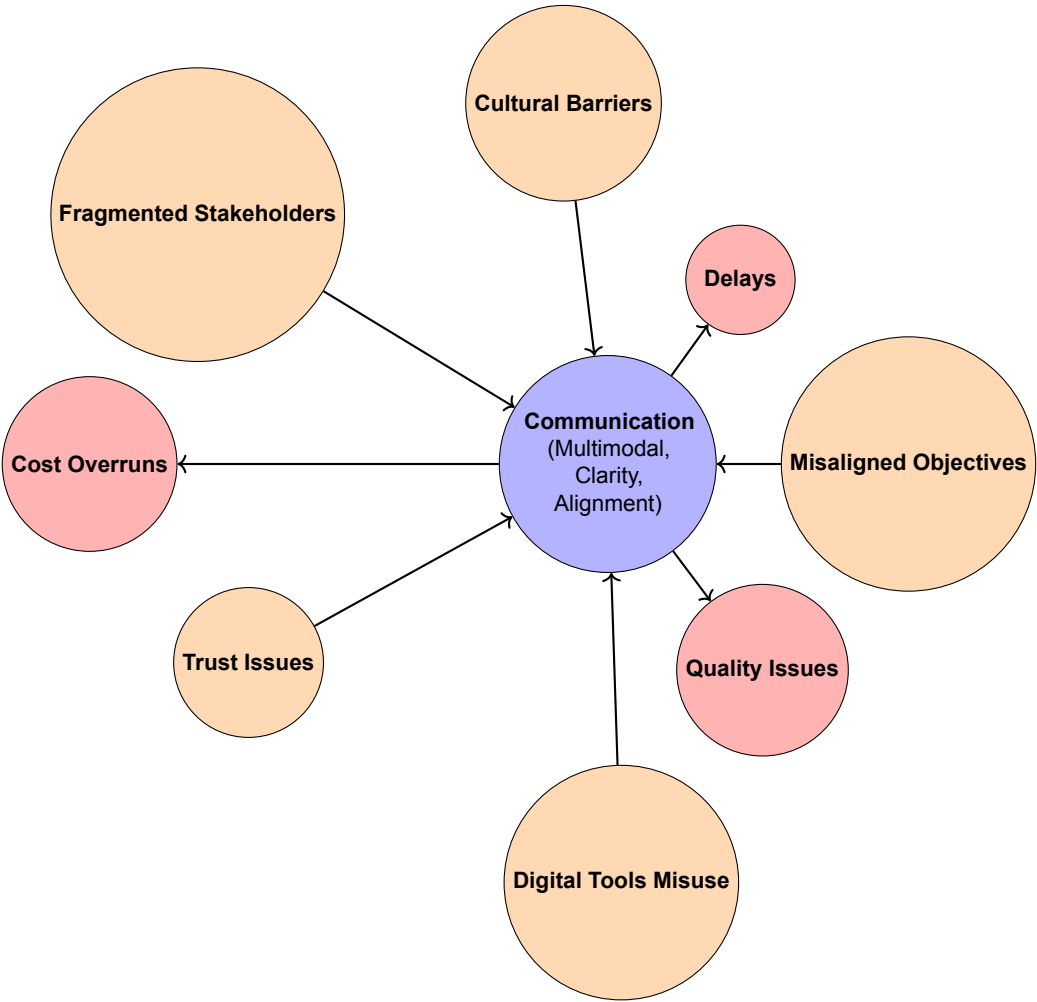 Cultural Barriers
Fragmented Stakeholders
Delays
Communication
(Multimodal,
Clarity,
Alignment)
Cost Overruns
Misaligned Objectives
Trust Issues
Quality Issues
Digital Tools Misuse